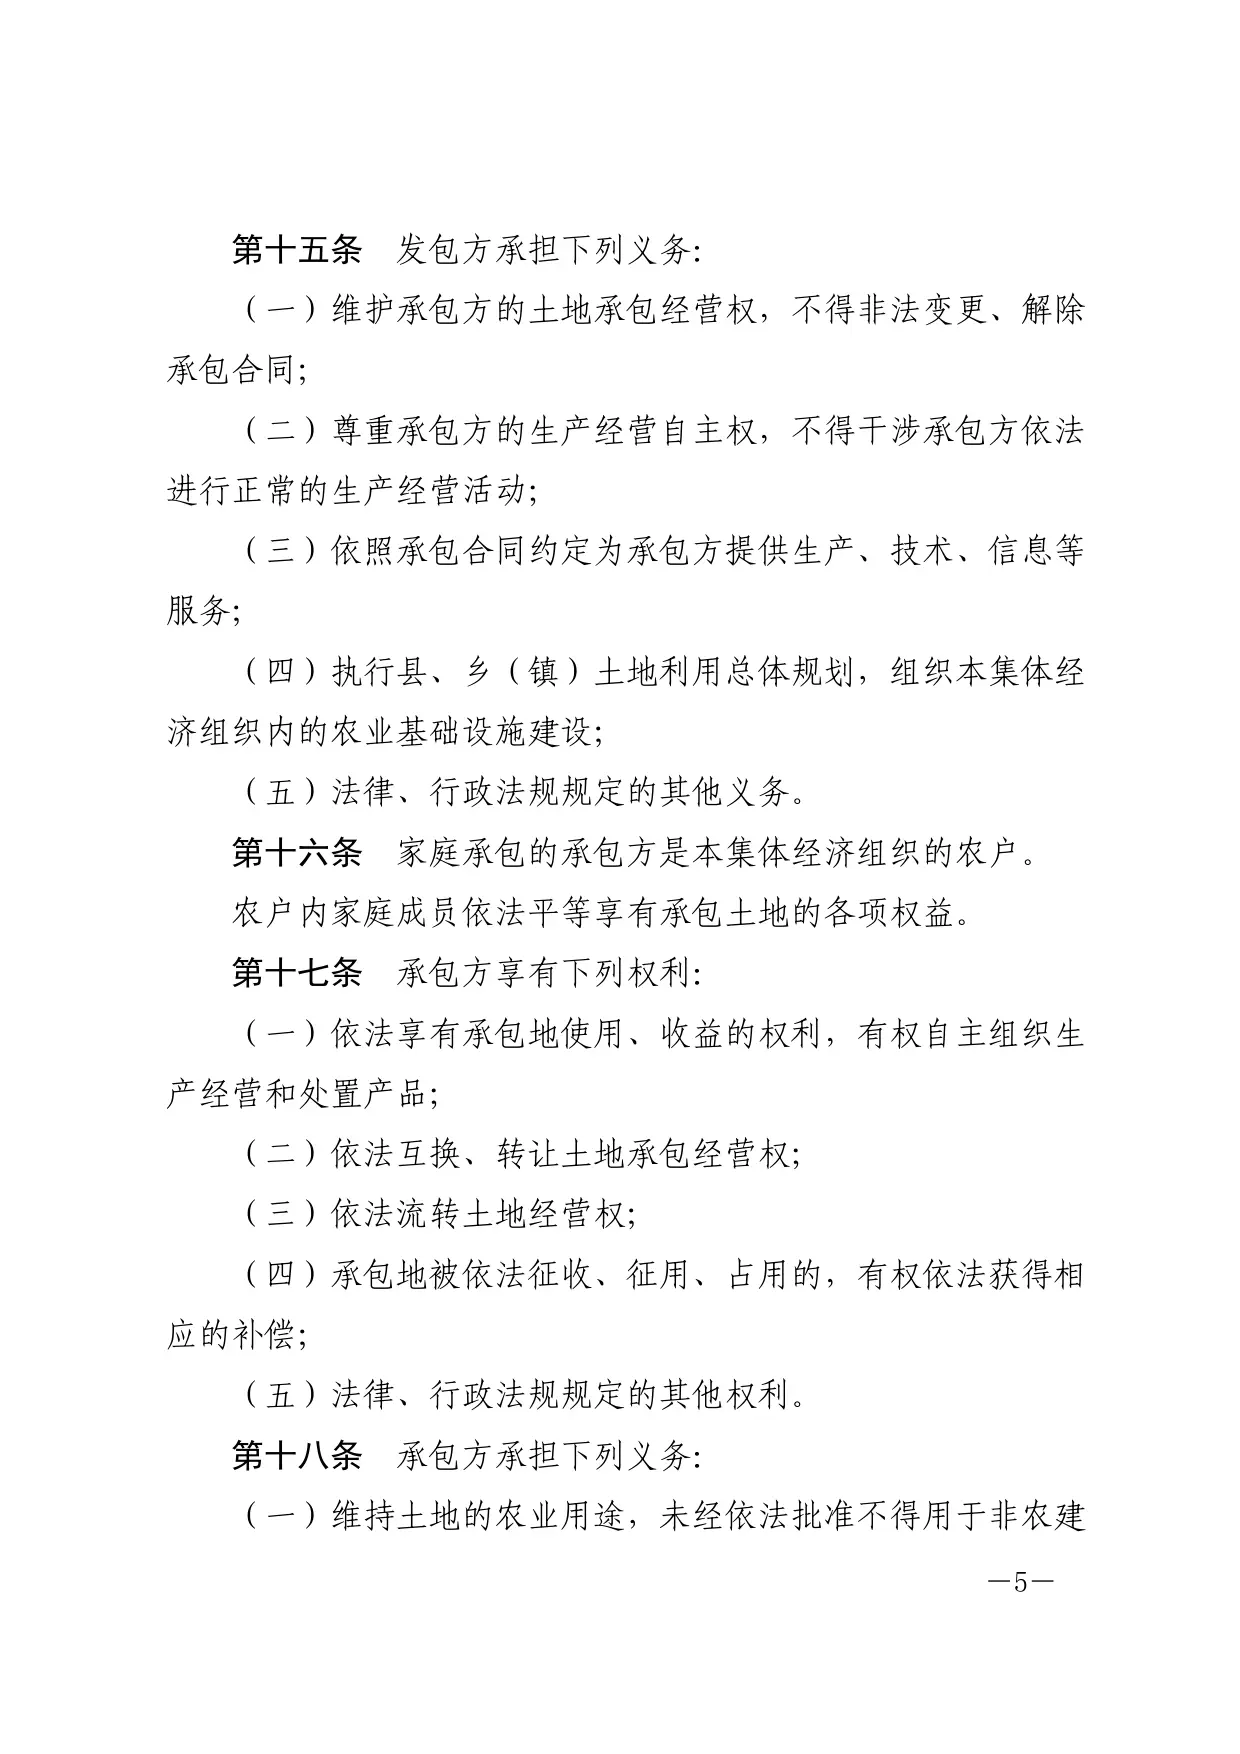 第十五条　发包方承担下列义务：
（一）维护承包方的土地承包经营权，不得非法变更、解除
承包合同；
（二）尊重承包方的生产经营自主权，不得干涉承包方依法
进行正常的生产经营活动；
（三）依照承包合同约定为承包方提供生产、技术、信息等
服务；
（四）执行县、乡（镇）土地利用总体规划，组织本集体经
济组织内的农业基础设施建设；
（五）法律、行政法规规定的其他义务。
第十六条　家庭承包的承包方是本集体经济组织的农户。
农户内家庭成员依法平等享有承包土地的各项权益。
第十七条　承包方享有下列权利：
（一）依法享有承包地使用、收益的权利，有权自主组织生
产经营和处置产品；
（二）依法互换、转让土地承包经营权；
（三）依法流转土地经营权；
（四）承包地被依法征收、征用、占用的，有权依法获得相
应的补偿；
（五）法律、行政法规规定的其他权利。
第十八条　承包方承担下列义务：
（一）维持土地的农业用途，未经依法批准不得用于非农建
－5－